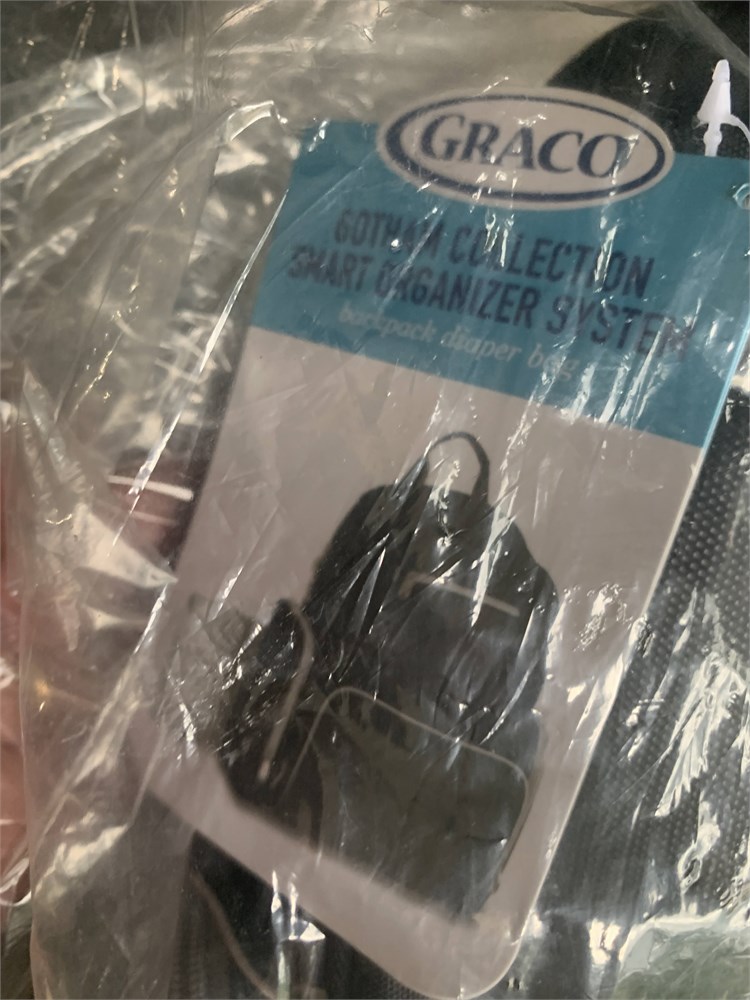 GRACO
GOTHAM COLLECTION
SMART ORGANIZER SYSTEM
backpack diaper bag